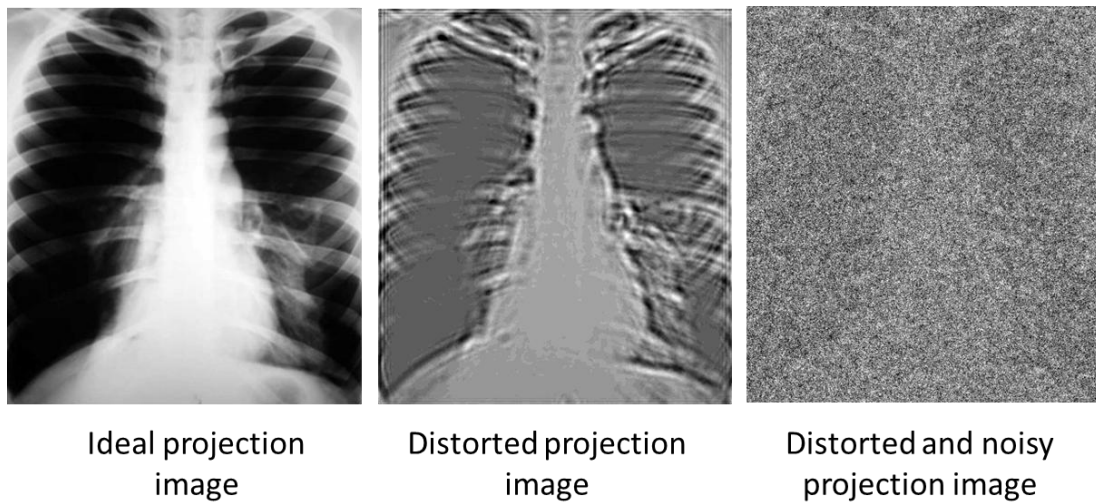 Ideal projection
image
Distorted projection
image
Distorted and noisy
projection image